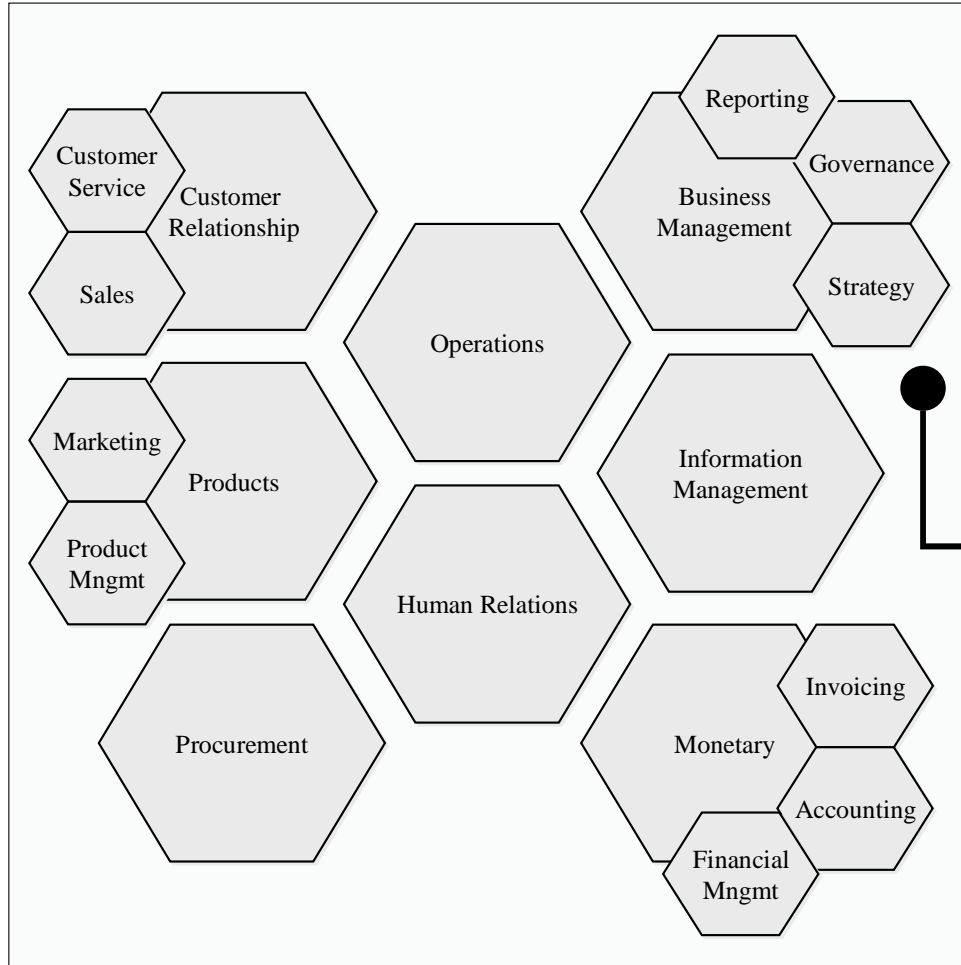 Reporting
Customer
Service
Governance
Customer
Relationship
Business
Management
Sales
Strategy
Operations
Marketing
Products
Information
Management
Product
Mngmt
Human Relations
Invoicing
Procurement
Monetary
Accounting
Financial
Mngmt